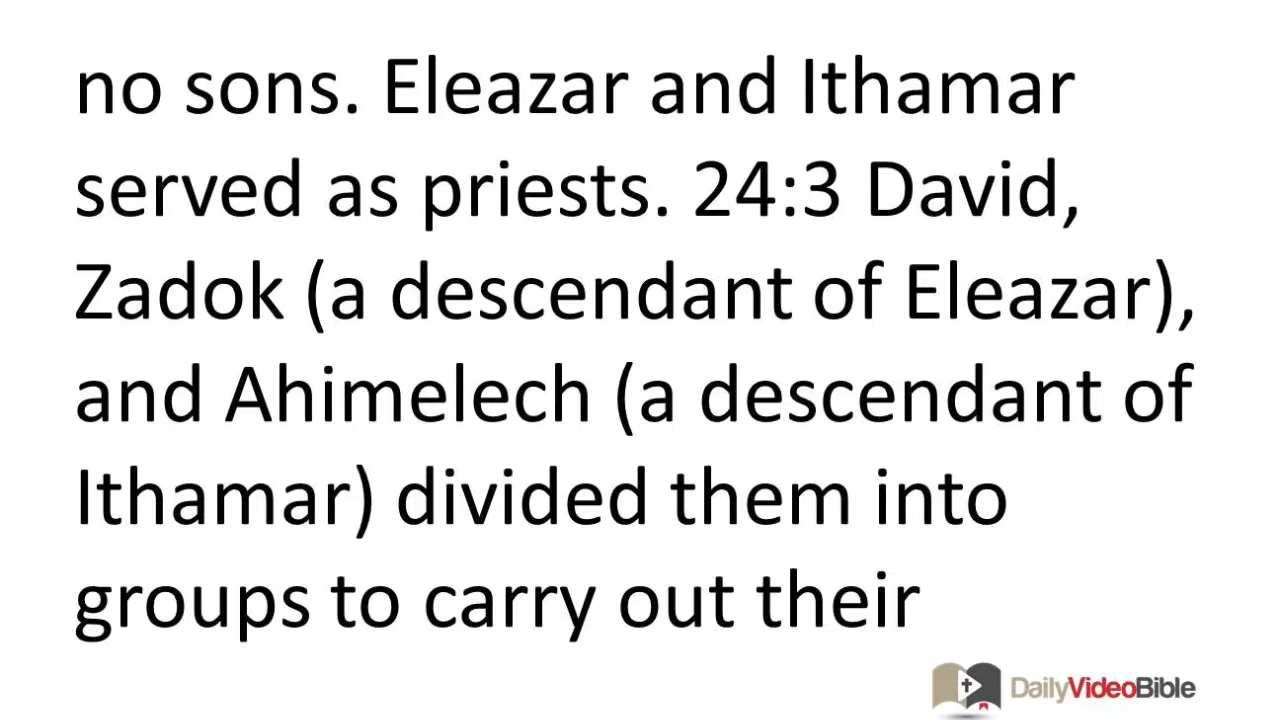 no sons. Eleazar and Ithamar
served as priests. 24:3 David,
Zadok (a descendant of Eleazar),
and Ahimelech (a descendant of
Ithamar) divided them into
groups to carry out their
DailyVideoBible